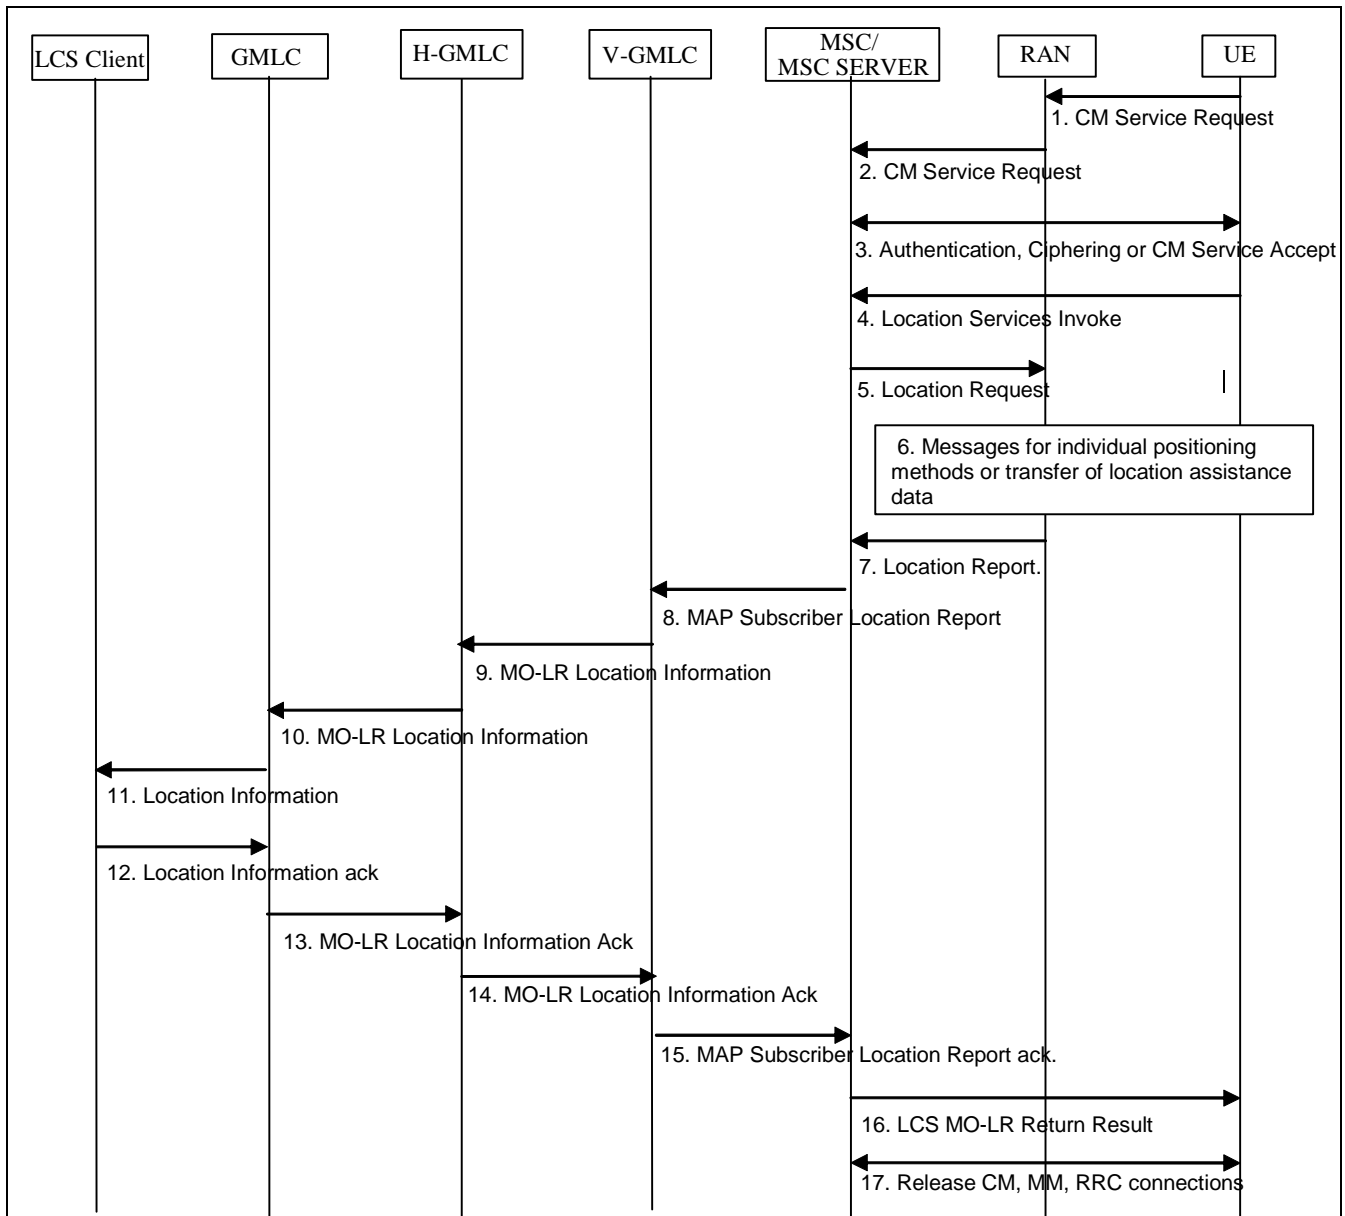 LCS Client
GMLC
H-GMLC
V-GMLC
MSC/
MSC SERVER
RAN
UE
1. CM Service Request
2. CM Service Request
3. Authentication, Ciphering or CM Service Accept
4. Location Services Invoke
5. Location Request
6. Messages for individual positioning
methods or transfer of location assistance
data
7. Location Report.
8. MAP Subscriber Location Report
9. MO-LR Location Information
10. MO-LR Location Information
11. Location Information
12. Location Information ack
13. MO-LR Location Information Ack
14. MO-LR Location Information Ack
15. MAP Subscriber Location Report ack.
16. LCS MO-LR Return Result
17. Release CM, MM, RRC connections